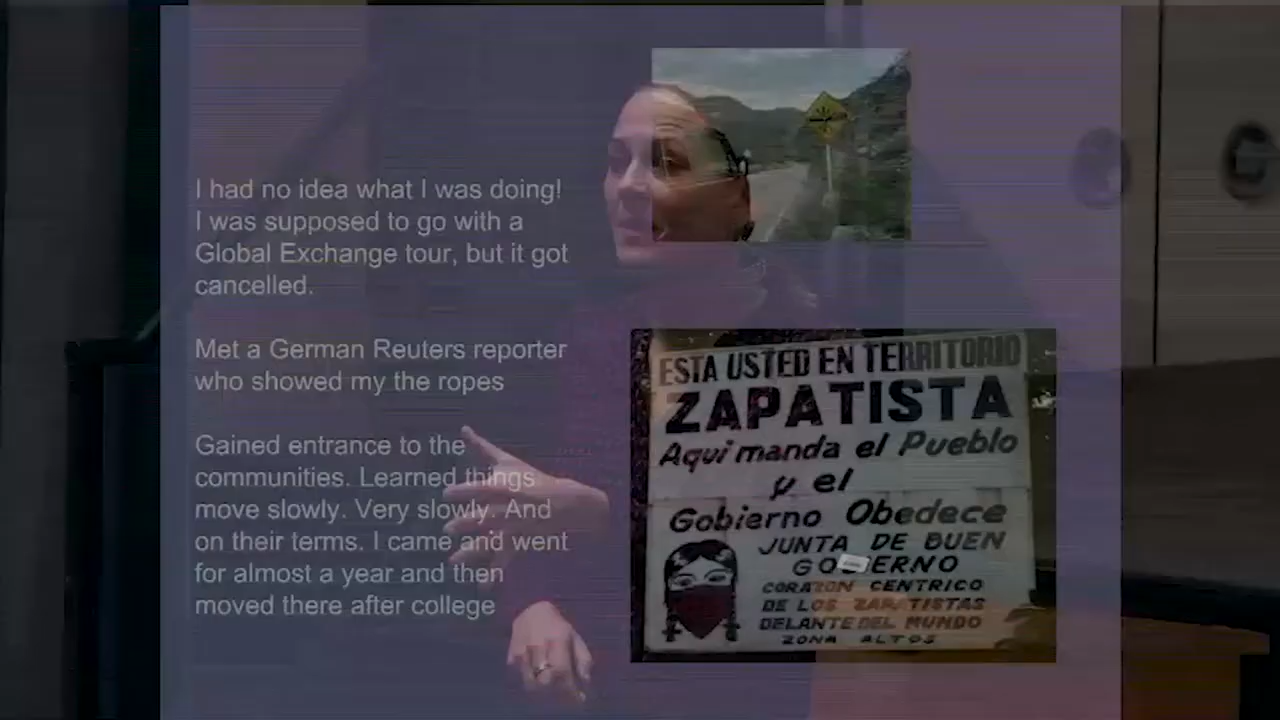 I had no idea what I was doing!
I was supposed to go with a
Global Exchange tour, but it got
cancelled.
Met a German Reuters reporter
who showed my the ropes
Gained entrance to the
communities. Learned things
move slowly. Very slowly. And
on their terms. I came and went
for almost a year and then
moved there after college
ESTA USTED EN TERRITORIO
ZAPATISTA
Aqui manda el Pueblo
y el
Gobierno Obedece
JUNTA DE BUEN
GOBIERNO
CORAZON CENTRICO
DE LOS ZAPATISTAS
DELANTE DEL MUNDO
ZONA ALTOS